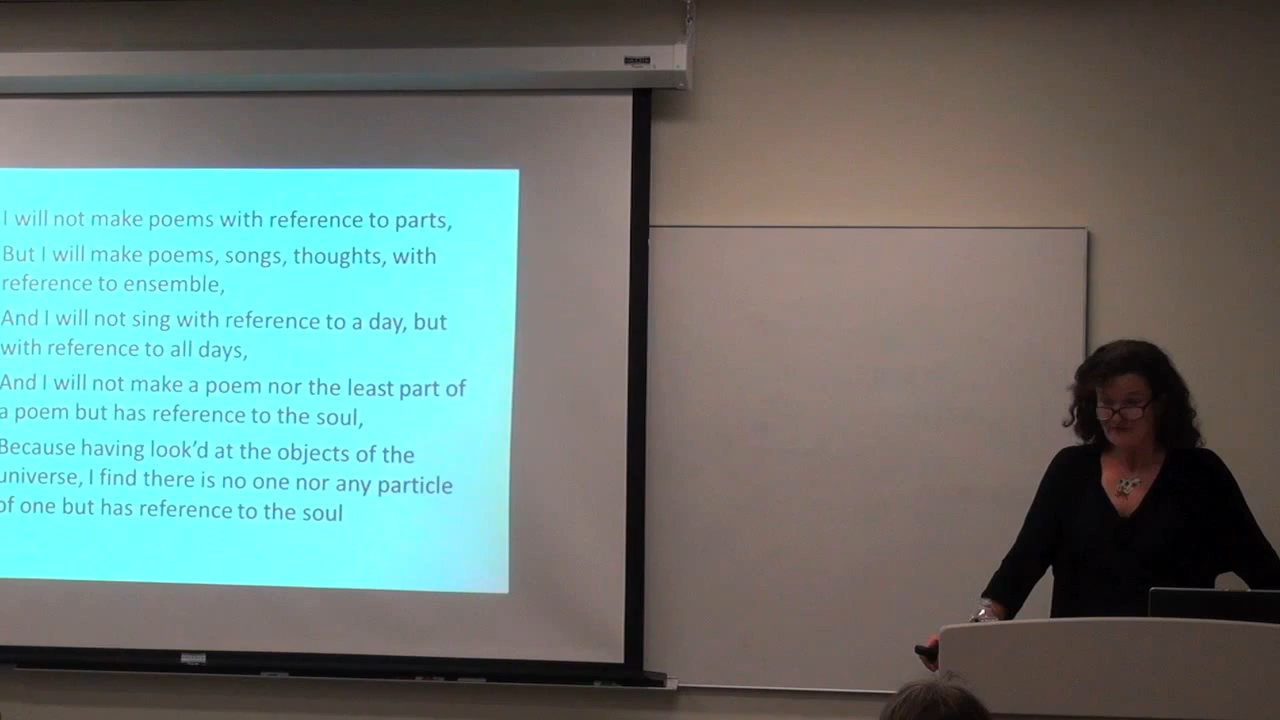 I will not make poems with reference to parts,
But I will make poems, songs, thoughts, with
reference to ensemble,
And I will not sing with reference to a day, but
with reference to all days,
And I will not make a poem nor the least part of
a poem but has reference to the soul,
Because having look’d at the objects of the
universe, I find there is no one nor any particle
of one but has reference to the soul